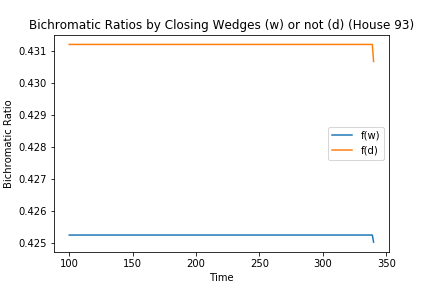 Bichromatic Ratios by Closing Wedges (w) or not (d) (House 93)
0.431
0.430
0.429
0.428
0.427
0.426
0.425
Bichromatic Ratio
f(w)
f(d)
100
150
200
250
300
350
Time